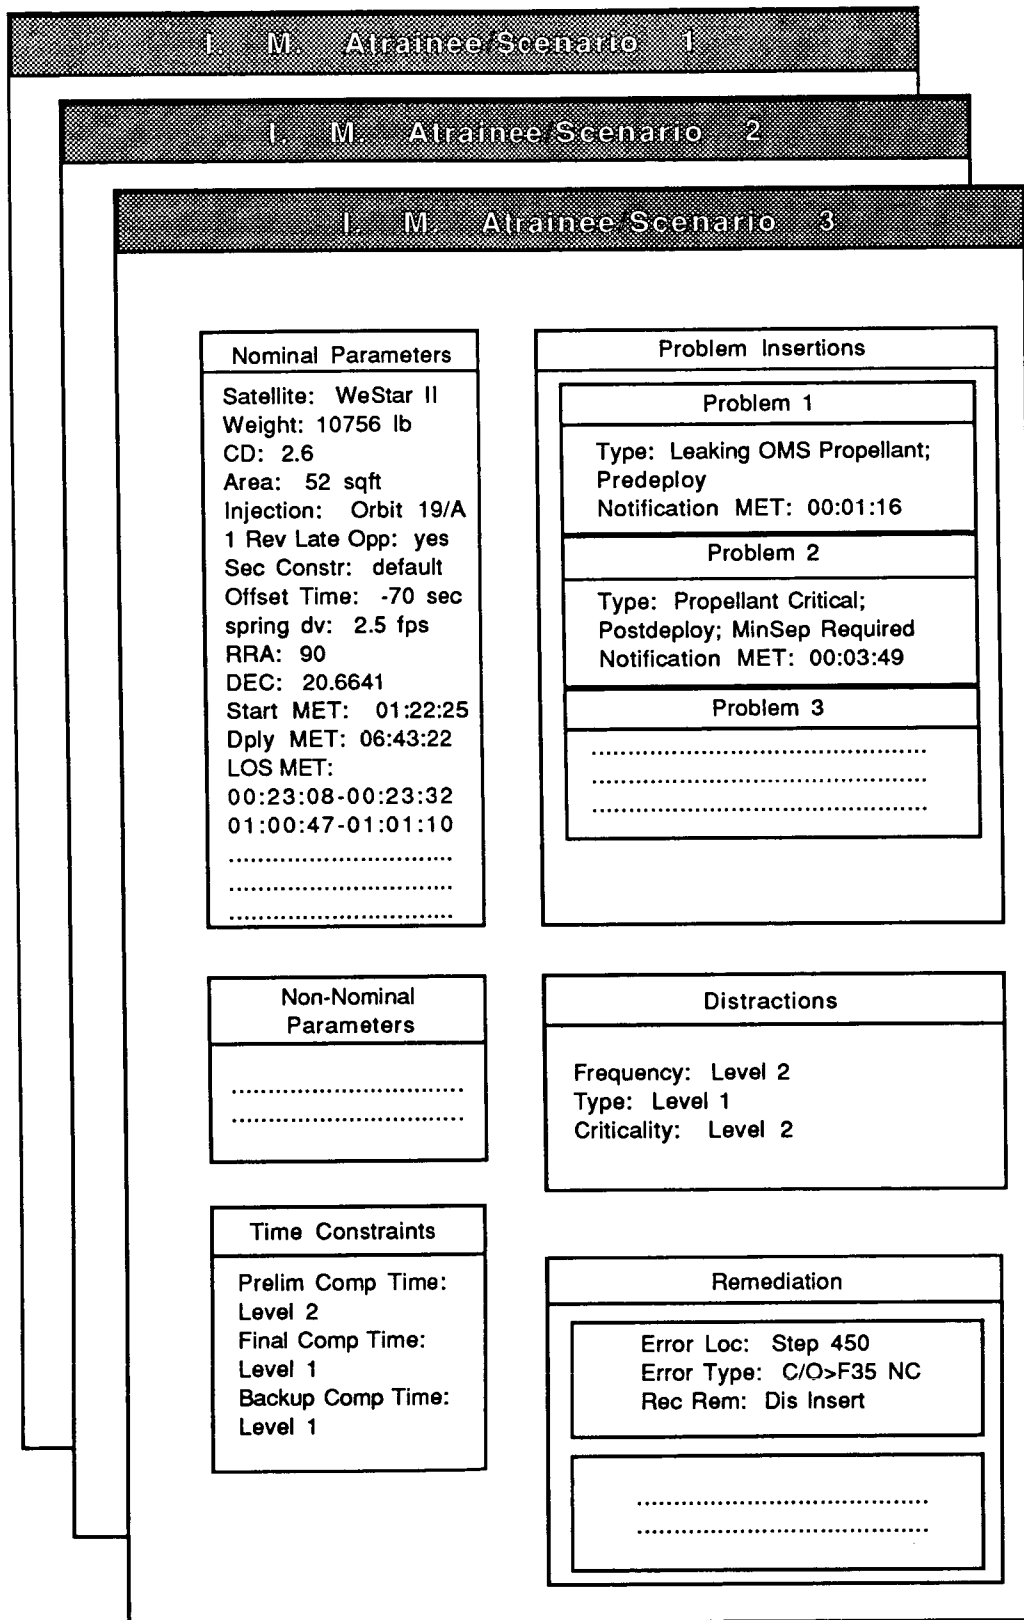 I. M. Atrainee/Scenario 1
I. M. Atrainee/Scenario 2
I. M. Atrainee/Scenario 3
Nominal Parameters
Satellite: WeStar II
Weight: 10756 lb
CD: 2.6
Area: 52 sqft
Injection: Orbit 19/A
1 Rev Late Opp: yes
Sec Constr: default
Offset Time: -70 sec
spring dv: 2.5 fps
RRA: 90
DEC: 20.6641
Start MET: 01:22:25
Dply MET: 06:43:22
LOS MET:
00:23:08-00:23:32
01:00:47-01:01:10
..............................
..............................
..............................
Problem Insertions
Problem 1
Type: Leaking OMS Propellant;
Predeploy
Notification MET: 00:01:16
Problem 2
Type: Propellant Critical;
Postdeploy; MinSep Required
Notification MET: 00:03:49
Problem 3
.............................................
.............................................
.............................................
Non-Nominal
Parameters
...............................
...............................
Distractions
Frequency: Level 2
Type: Level 1
Criticality: Level 2
Time Constraints
Prelim Comp Time:
Level 2
Final Comp Time:
Level 1
Backup Comp Time:
Level 1
Remediation
Error Loc: Step 450
Error Type: C/O>F35 NC
Rec Rem: Dis Insert
.......................................
.......................................